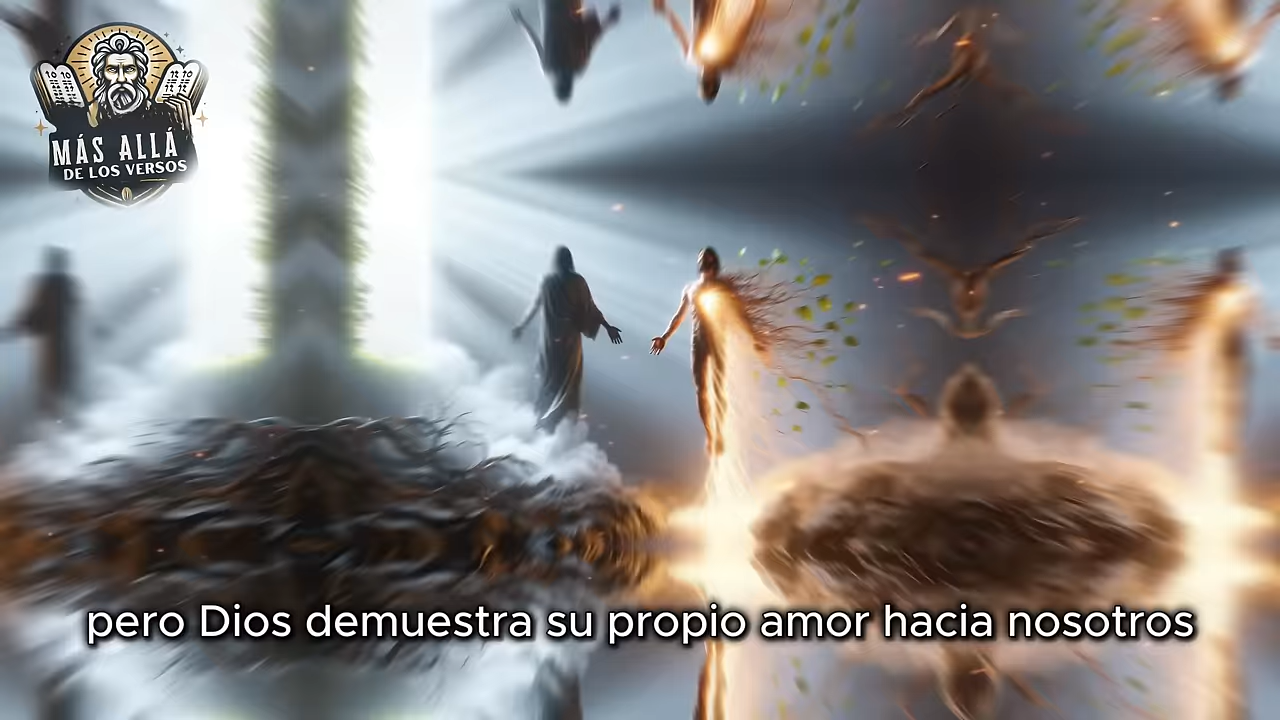 MÁS ALLÁ
DE LOS VERSOS
pero Dios demuestra su propio amor hacia nosotros